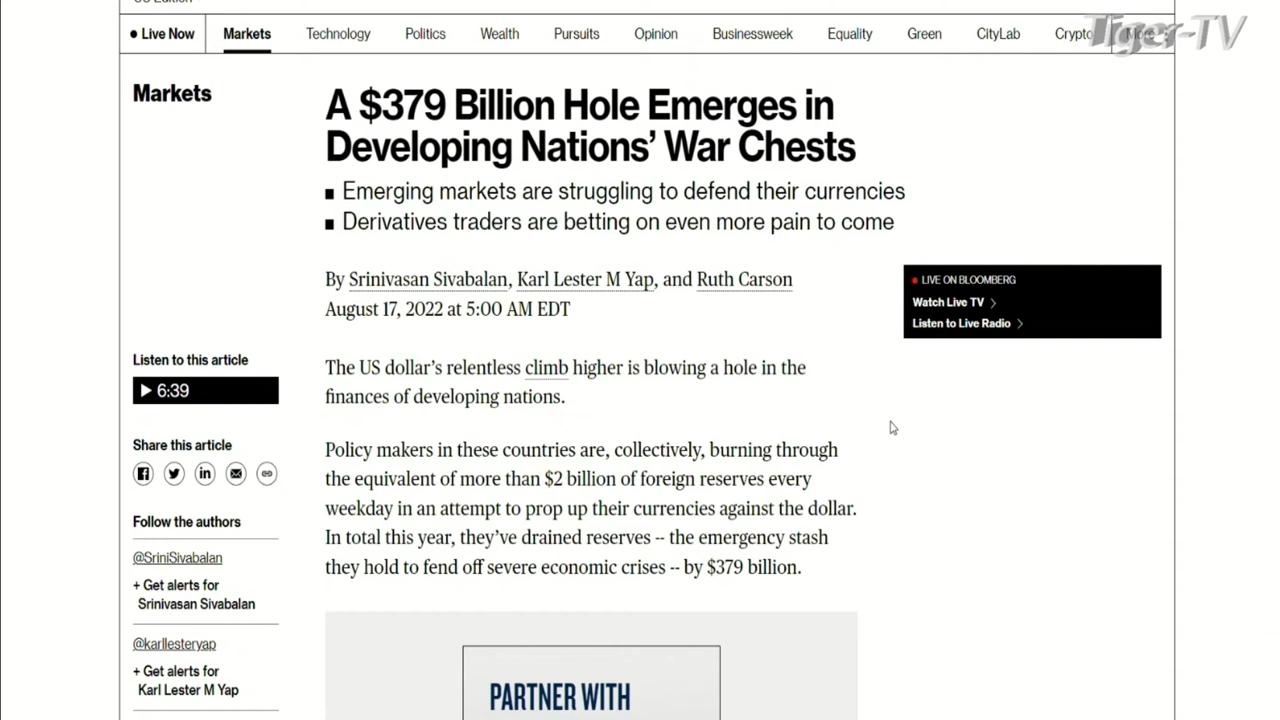 US Edition
Live Now
Markets
Technology
Politics
Wealth
Pursuits
Opinion
Businessweek
Equality
Green
CityLab
Crypto
More
Tiger-TV
Markets
A $379 Billion Hole Emerges in
Developing Nations’ War Chests
Emerging markets are struggling to defend their currencies
Derivatives traders are betting on even more pain to come
By Srinivasan Sivabalan, Karl Lester M Yap, and Ruth Carson
August 17, 2022 at 5:00 AM EDT
LIVE ON BLOOMBERG
Watch Live TV
Listen to Live Radio
Listen to this article
6:39
Share this article
Follow the authors
@SriniSivabalan
+ Get alerts for
Srinivasan Sivabalan
@karllesteryap
+ Get alerts for
Karl Lester M Yap
The US dollar’s relentless climb higher is blowing a hole in the
finances of developing nations.
Policy makers in these countries are, collectively, burning through
the equivalent of more than $2 billion of foreign reserves every
weekday in an attempt to prop up their currencies against the dollar.
In total this year, they’ve drained reserves -- the emergency stash
they hold to fend off severe economic crises -- by $379 billion.
PARTNER WITH